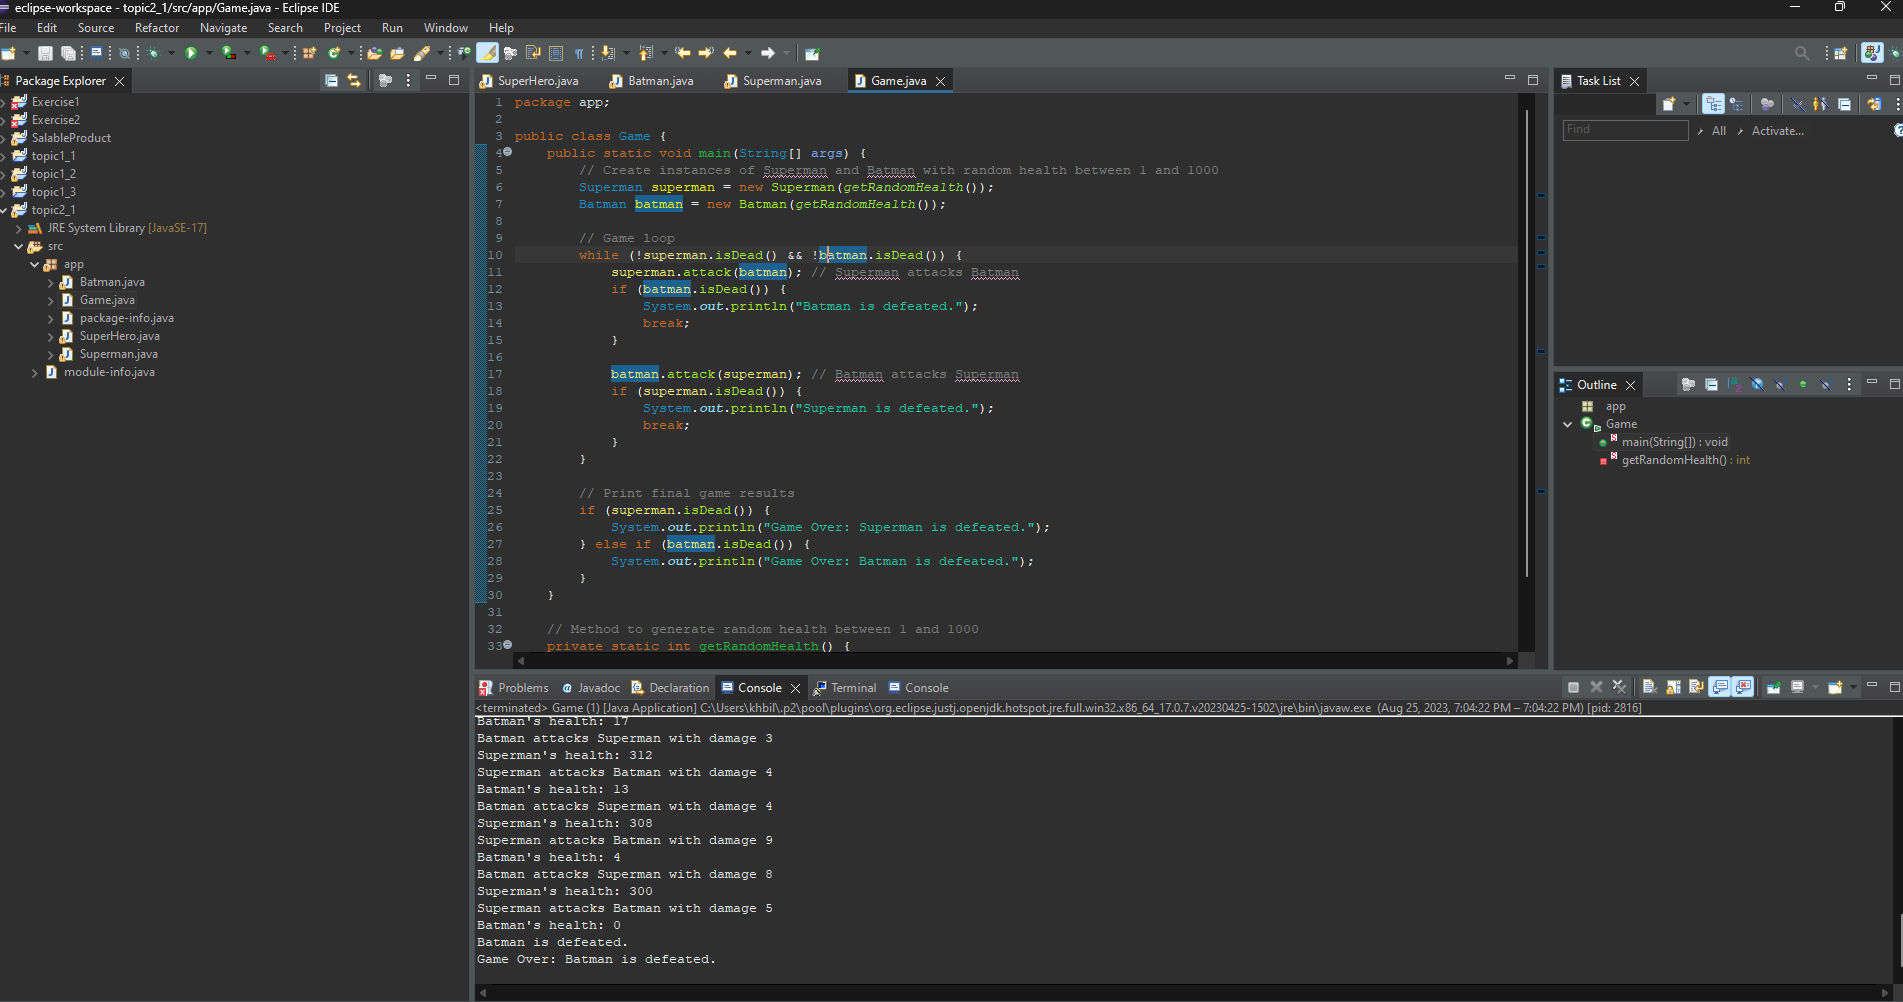 eclipse-workspace - topic2_1/src/app/Game.java - Eclipse IDE
File Edit Source Refactor Navigate Search Project Run Window Help
Package Explorer
Exercise1
Exercise2
SalableProduct
topic1_1
topic1_2
topic1_3
topic2_1
JRE System Library [JavaSE-17]
src
app
Batman.java
Game.java
package-info.java
SuperHero.java
Superman.java
module-info.java
SuperHero.java Batman.java Superman.java Game.java
1 package app;
2
3 public class Game {
4 public static void main(String[] args) {
5 // Create instances of Superman and Batman with random health between 1 and 1000
6 Superman superman = new Superman(getRandomHealth());
7 Batman batman = new Batman(getRandomHealth());
8
9 // Game loop
10 while (!superman.isDead() && !batman.isDead()) {
11 superman.attack(batman); // Superman attacks Batman
12 if (batman.isDead()) {
13 System.out.println("Batman is defeated.");
14 break;
15 }
16
17 batman.attack(superman); // Batman attacks Superman
18 if (superman.isDead()) {
19 System.out.println("Superman is defeated.");
20 break;
21 }
22 }
23
24 // Print final game results
25 if (superman.isDead()) {
26 System.out.println("Game Over: Superman is defeated.");
27 } else if (batman.isDead()) {
28 System.out.println("Game Over: Batman is defeated.");
29 }
30 }
31
32 // Method to generate random health between 1 and 1000
33 private static int getRandomHealth() {
Task List
Find All Activate...
Outline
app
Game
main(String[]) : void
getRandomHealth() : int
Problems Javadoc Declaration Console Terminal Console
<terminated> Game (1) [Java Application] C:\Users\khbil\.p2\pool\plugins\org.eclipse.justj.openjdk.hotspot.jre.full.win32.x86_64_17.0.7.v20230425-1502\jre\bin\javaw.exe (Aug 25, 2023, 7:04:22 PM – 7:04:22 PM) [pid: 2816]
Batman's health: 17
Batman attacks Superman with damage 3
Superman's health: 312
Superman attacks Batman with damage 4
Batman's health: 13
Batman attacks Superman with damage 4
Superman's health: 308
Superman attacks Batman with damage 9
Batman's health: 4
Batman attacks Superman with damage 8
Superman's health: 300
Superman attacks Batman with damage 5
Batman's health: 0
Batman is defeated.
Game Over: Batman is defeated.